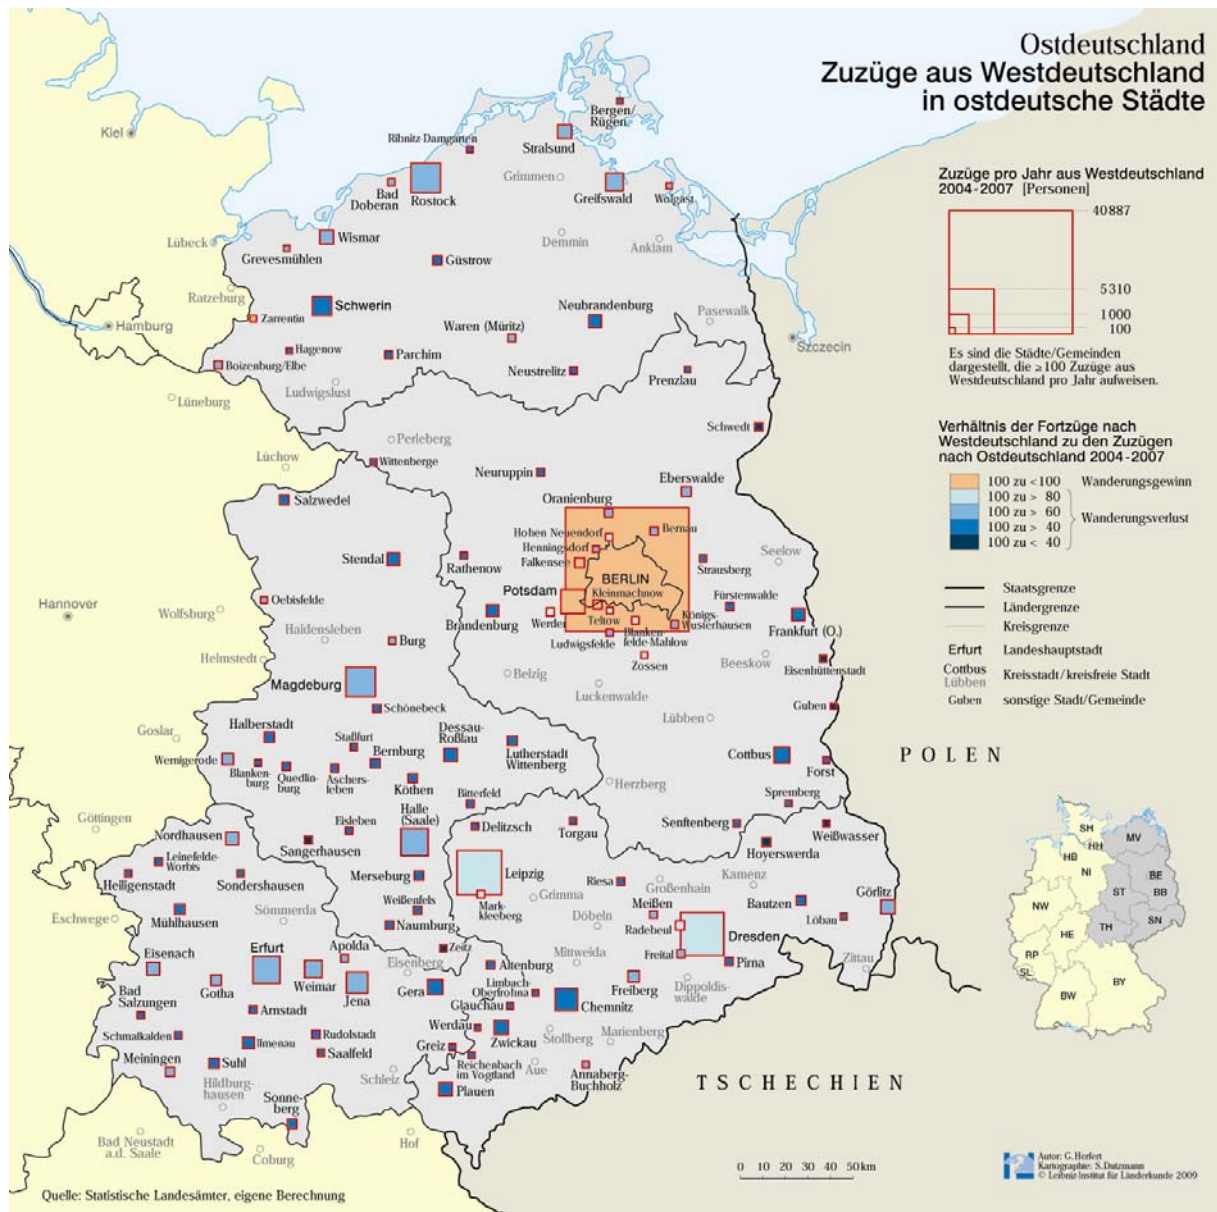 Ostdeutschland
Zuzüge aus Westdeutschland
in ostdeutsche Städte
Zuzüge pro Jahr aus Westdeutschland
2004-2007 [Personen]
40887
5310
1000
100
Es sind die Städte/Gemeinden
dargestellt, die ≥100 Zuzüge aus
Westdeutschland pro Jahr aufweisen.
Verhältnis der Fortzüge nach
Westdeutschland zu den Zuzügen
nach Ostdeutschland 2004-2007
100 zu <100 Wanderungsgewinn
100 zu > 80
100 zu > 60 Wanderungsverlust
100 zu > 40
100 zu < 40
Staatsgrenze
Ländergrenze
Kreisgrenze
Erfurt Landeshauptstadt
Cottbus Kreisstadt/kreisfreie Stadt
Lübben
Guben sonstige Stadt/Gemeinde
Kiel
Bergen/
Rügen
Ribnitz-Damgarten
Stralsund
Grimmen
Bad
Doberan
Rostock
Greifswald
Wolgast
Lübeck
Wismar
Grevesmühlen
Güstrow
Demmin
Anklam
Ratzeburg
Zarrentin
Schwerin
Neubrandenburg
Pasewalk
Hamburg
Szczecin
Waren (Müritz)
Hagenow
Parchim
Boizenburg/Elbe
Neustrelitz
Prenzlau
Ludwigslust
Lüneburg
Schwedt
Perleberg
Lüchow
Wittenberge
Neuruppin
Eberswalde
Salzwedel
Oranienburg
Hohen Neuendorf
Bernau
Henningsdorf
Falkensee
Stendal
Rathenow
BERLIN
Strausberg
Seelow
Potsdam
Kleinmachnow
Fürstenwalde
Hannover
Wolfsburg
Oebisfelde
Brandenburg
Werder
Teltow
Königs-
Wusterhausen
Blanken-
felde-Mahlow
Frankfurt (O.)
Haldensleben
Burg
Ludwigsfelde
Zossen
Beeskow
Eisenhüttenstadt
Helmstedt
Belzig
Luckenwalde
Magdeburg
Schönebeck
Guben
Lübben
Goslar
Halberstadt
Staßfurt
Bernburg
Dessau-
Roßlau
Lutherstadt
Wittenberg
Cottbus
Forst
POLEN
Wernigerode
Blanken-
burg
Quedlin-
burg
Aschers-
leben
Köthen
Herzberg
Spremberg
Göttingen
Halle
(Saale)
Bitterfeld
Eisleben
Delitzsch
Torgau
Senftenberg
Weißwasser
Nordhausen
Sangerhausen
Hoyerswerda
Leinefelde-
Worbis
Heiligenstadt
Sondershausen
Merseburg
Leipzig
Riesa
Großenhain
Kamenz
Görlitz
Weißenfels
Mark-
kleeberg
Grimma
Meißen
Bautzen
Löbau
Mühlhausen
Sömmerda
Naumburg
Döbeln
Radebeul
Dresden
Eschwege
Eisenach
Erfurt
Apolda
Zeitz
Eisenberg
Mittweida
Freital
Pirna
Zittau
Altenburg
Bad
Salzungen
Gotha
Weimar
Jena
Gera
Limbach-
Oberfrohna
Freiberg
Dippoldis-
walde
Glauchau
Chemnitz
Arnstadt
Schmalkalden
Rudolstadt
Werdau
Zwickau
Stollberg
Marienberg
Meiningen
Ilmenau
Saalfeld
Greiz
Reichenbach
im Vogtland
Aue
Annaberg-
Buchholz
Suhl
Hildburg-
hausen
Schleiz
Plauen
Sonne-
berg
TSCHECHIEN
Bad Neustadt
a.d. Saale
Coburg
Hof
SH
HH
MV
HB
NI
BE
BB
ST
NW
SN
TH
HE
RP
SL
BY
BW
0 10 20 30 40 50 km
Quelle: Statistische Landesämter, eigene Berechnung
Autor: G. Herfert
Kartographie: S. Dutzmann
© Leibniz-Institut für Länderkunde 2009